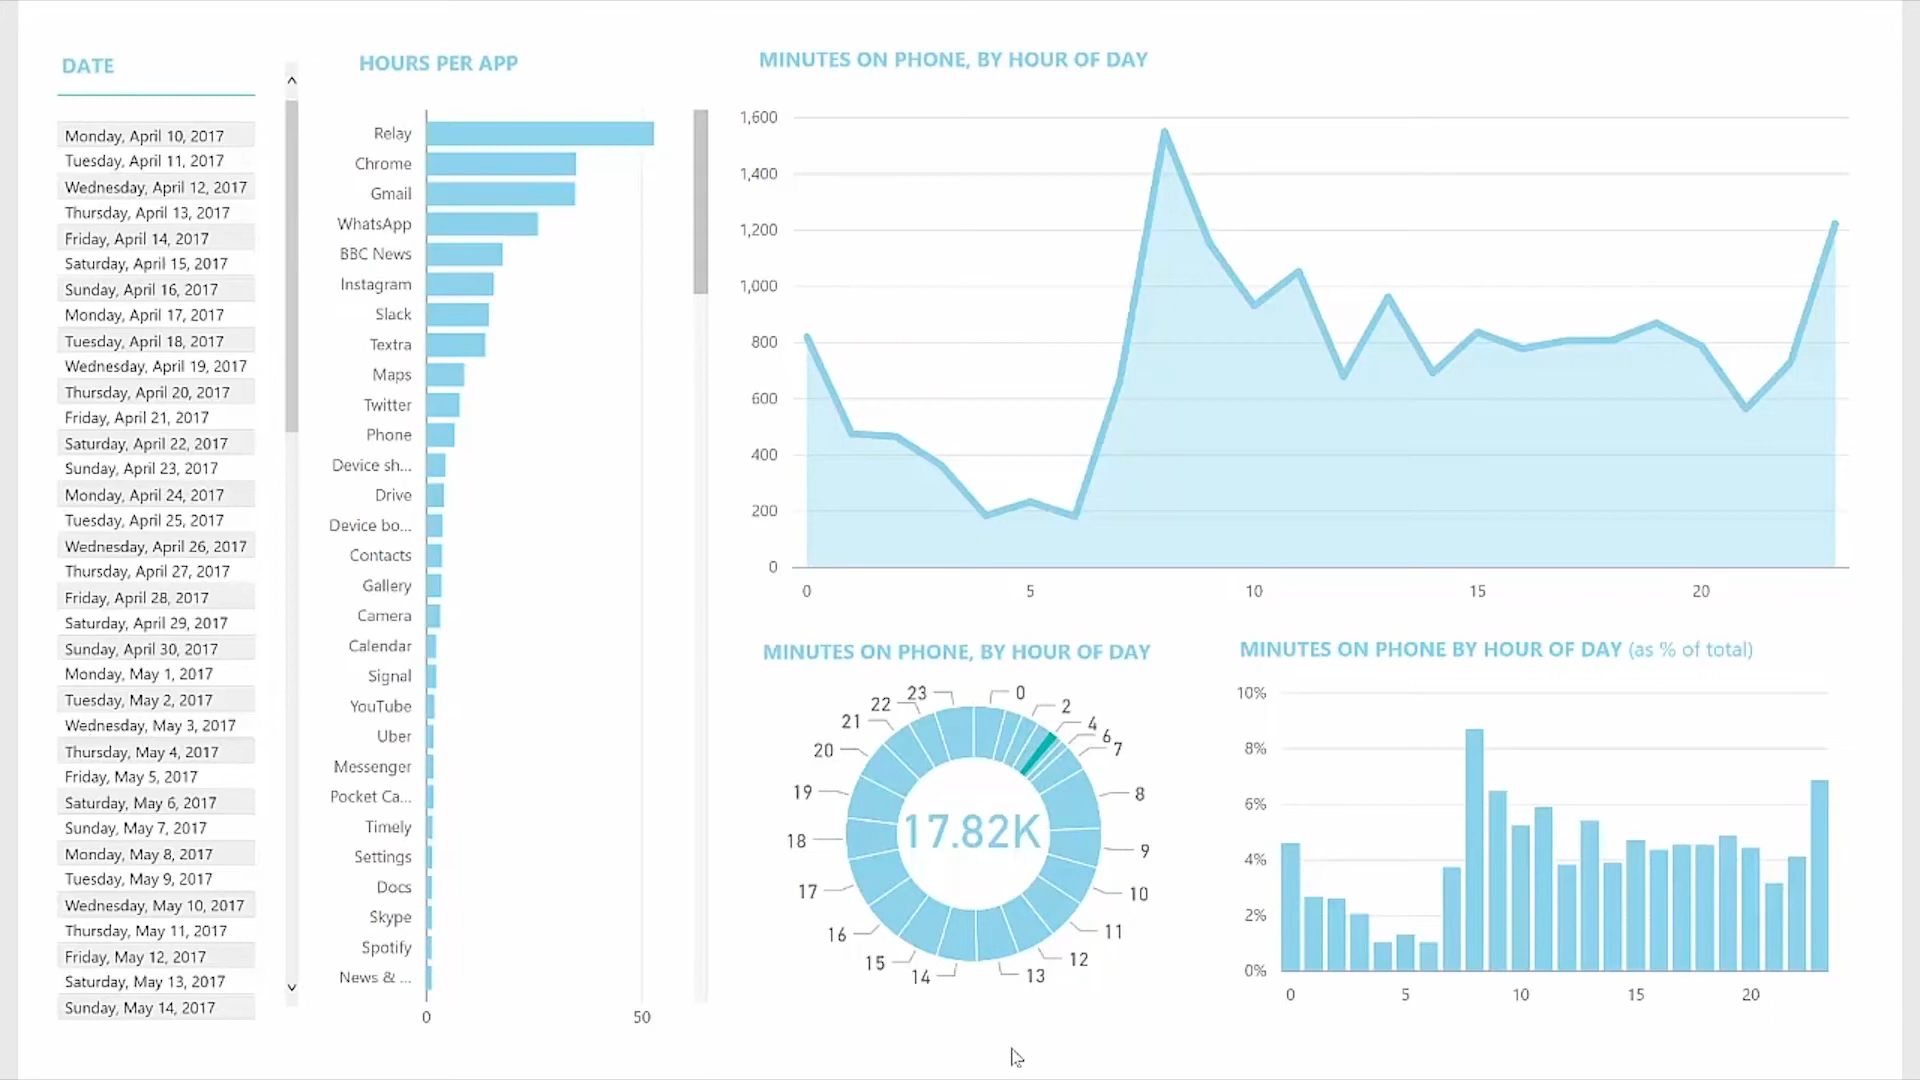 DATE
Monday, April 10, 2017
Tuesday, April 11, 2017
Wednesday, April 12, 2017
Thursday, April 13, 2017
Friday, April 14, 2017
Saturday, April 15, 2017
Sunday, April 16, 2017
Monday, April 17, 2017
Tuesday, April 18, 2017
Wednesday, April 19, 2017
Thursday, April 20, 2017
Friday, April 21, 2017
Saturday, April 22, 2017
Sunday, April 23, 2017
Monday, April 24, 2017
Tuesday, April 25, 2017
Wednesday, April 26, 2017
Thursday, April 27, 2017
Friday, April 28, 2017
Saturday, April 29, 2017
Sunday, April 30, 2017
Monday, May 1, 2017
Tuesday, May 2, 2017
Wednesday, May 3, 2017
Thursday, May 4, 2017
Friday, May 5, 2017
Saturday, May 6, 2017
Sunday, May 7, 2017
Monday, May 8, 2017
Tuesday, May 9, 2017
Wednesday, May 10, 2017
Thursday, May 11, 2017
Friday, May 12, 2017
Saturday, May 13, 2017
Sunday, May 14, 2017
HOURS PER APP
Relay
Chrome
Gmail
WhatsApp
BBC News
Instagram
Slack
Textra
Maps
Twitter
Phone
Device sh...
Drive
Device bo...
Contacts
Gallery
Camera
Calendar
Signal
YouTube
Uber
Messenger
Pocket Ca...
Timely
Settings
Docs
Skype
Spotify
News & ...
0 50
MINUTES ON PHONE, BY HOUR OF DAY
1,600
1,400
1,200
1,000
800
600
400
200
0
0 5 10 15 20
MINUTES ON PHONE, BY HOUR OF DAY
0
2
4
6
7
8
9
10
11
12
13
14
15
16
17
18
19
20
21
22
23
17.82K
MINUTES ON PHONE BY HOUR OF DAY (as % of total)
10%
8%
6%
4%
2%
0%
0 5 10 15 20